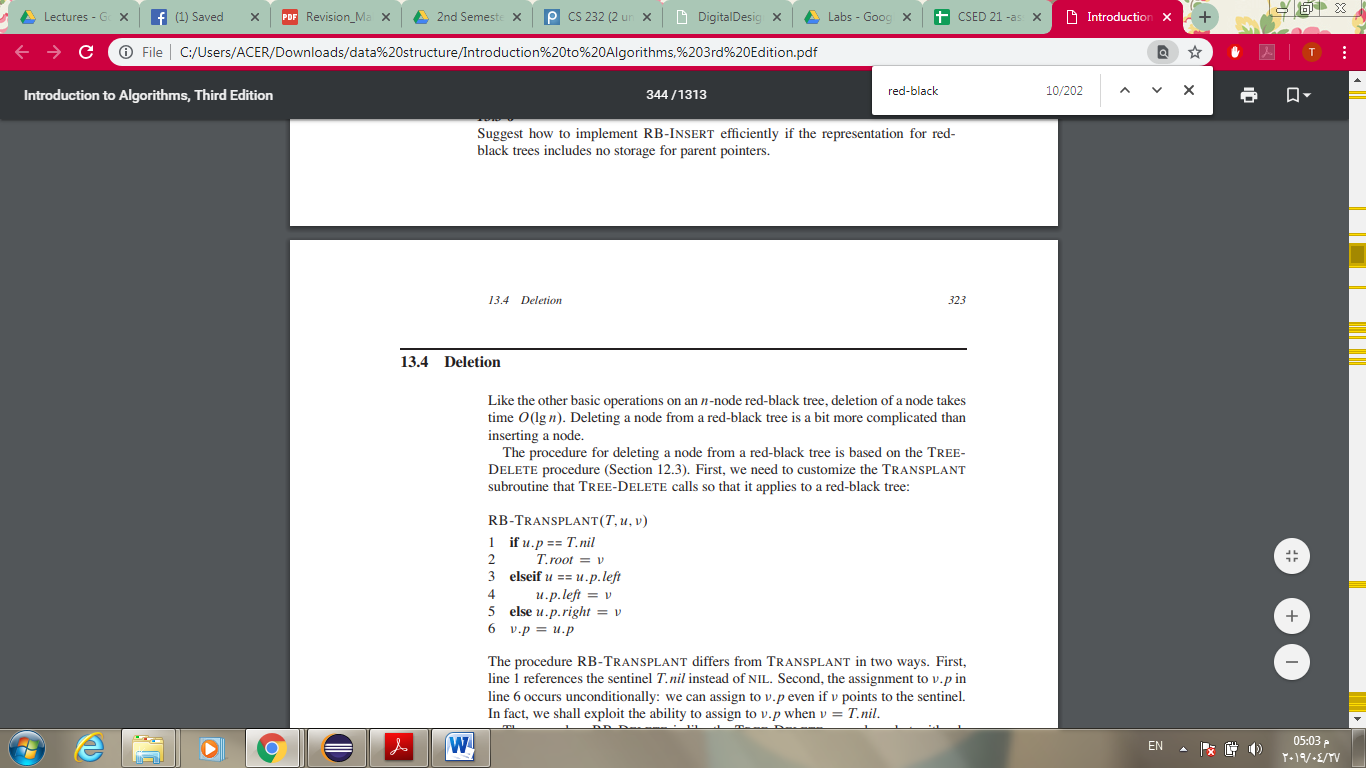 Lectures - G
(1) Saved
Revision_Ma
2nd Semeste
CS 232 (2 un
DigitalDesig
Labs - Goog
CSED 21 -as
Introduction
File | C:/Users/ACER/Downloads/data%20structure/Introduction%20to%20Algorithms,%203rd%20Edition.pdf
T
Introduction to Algorithms, Third Edition
344 / 1313
red-black
10/202
Suggest how to implement RB-INSERT efficiently if the representation for red-
black trees includes no storage for parent pointers.
13.4 Deletion 323
13.4 Deletion
Like the other basic operations on an n-node red-black tree, deletion of a node takes
time O(lg n). Deleting a node from a red-black tree is a bit more complicated than
inserting a node.
The procedure for deleting a node from a red-black tree is based on the TREE-
DELETE procedure (Section 12.3). First, we need to customize the TRANSPLANT
subroutine that TREE-DELETE calls so that it applies to a red-black tree:
RB-TRANSPLANT(T, u, v)
1 if u.p == T.nil
2 T.root = v
3 elseif u == u.p.left
4 u.p.left = v
5 else u.p.right = v
6 v.p = u.p
The procedure RB-TRANSPLANT differs from TRANSPLANT in two ways. First,
line 1 references the sentinel T.nil instead of NIL. Second, the assignment to v.p in
line 6 occurs unconditionally: we can assign to v.p even if v points to the sentinel.
In fact, we shall exploit the ability to assign to v.p when v = T.nil.
EN
05:03 م
٢٠١٩/٠٤/٢٧